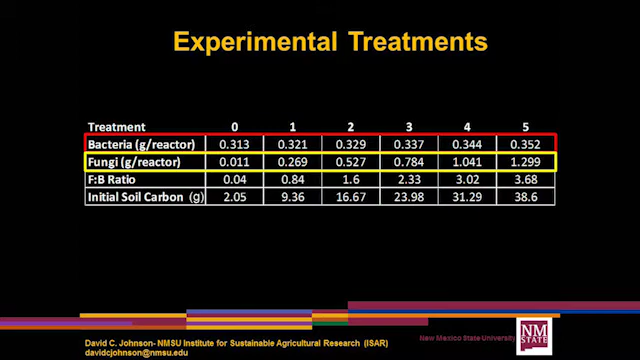 Experimental Treatments
Treatment 0 1 2 3 4 5
Bacteria (g/reactor) 0.313 0.321 0.329 0.337 0.344 0.352
Fungi (g/reactor) 0.011 0.269 0.527 0.784 1.041 1.299
F:B Ratio 0.04 0.84 1.6 2.33 3.02 3.68
Initial Soil Carbon (g) 2.05 9.36 16.67 23.98 31.29 38.6
New Mexico State University
NM
STATE
David C. Johnson- NMSU Institute for Sustainable Agricultural Research (ISAR)
davidcjohnson@nmsu.edu